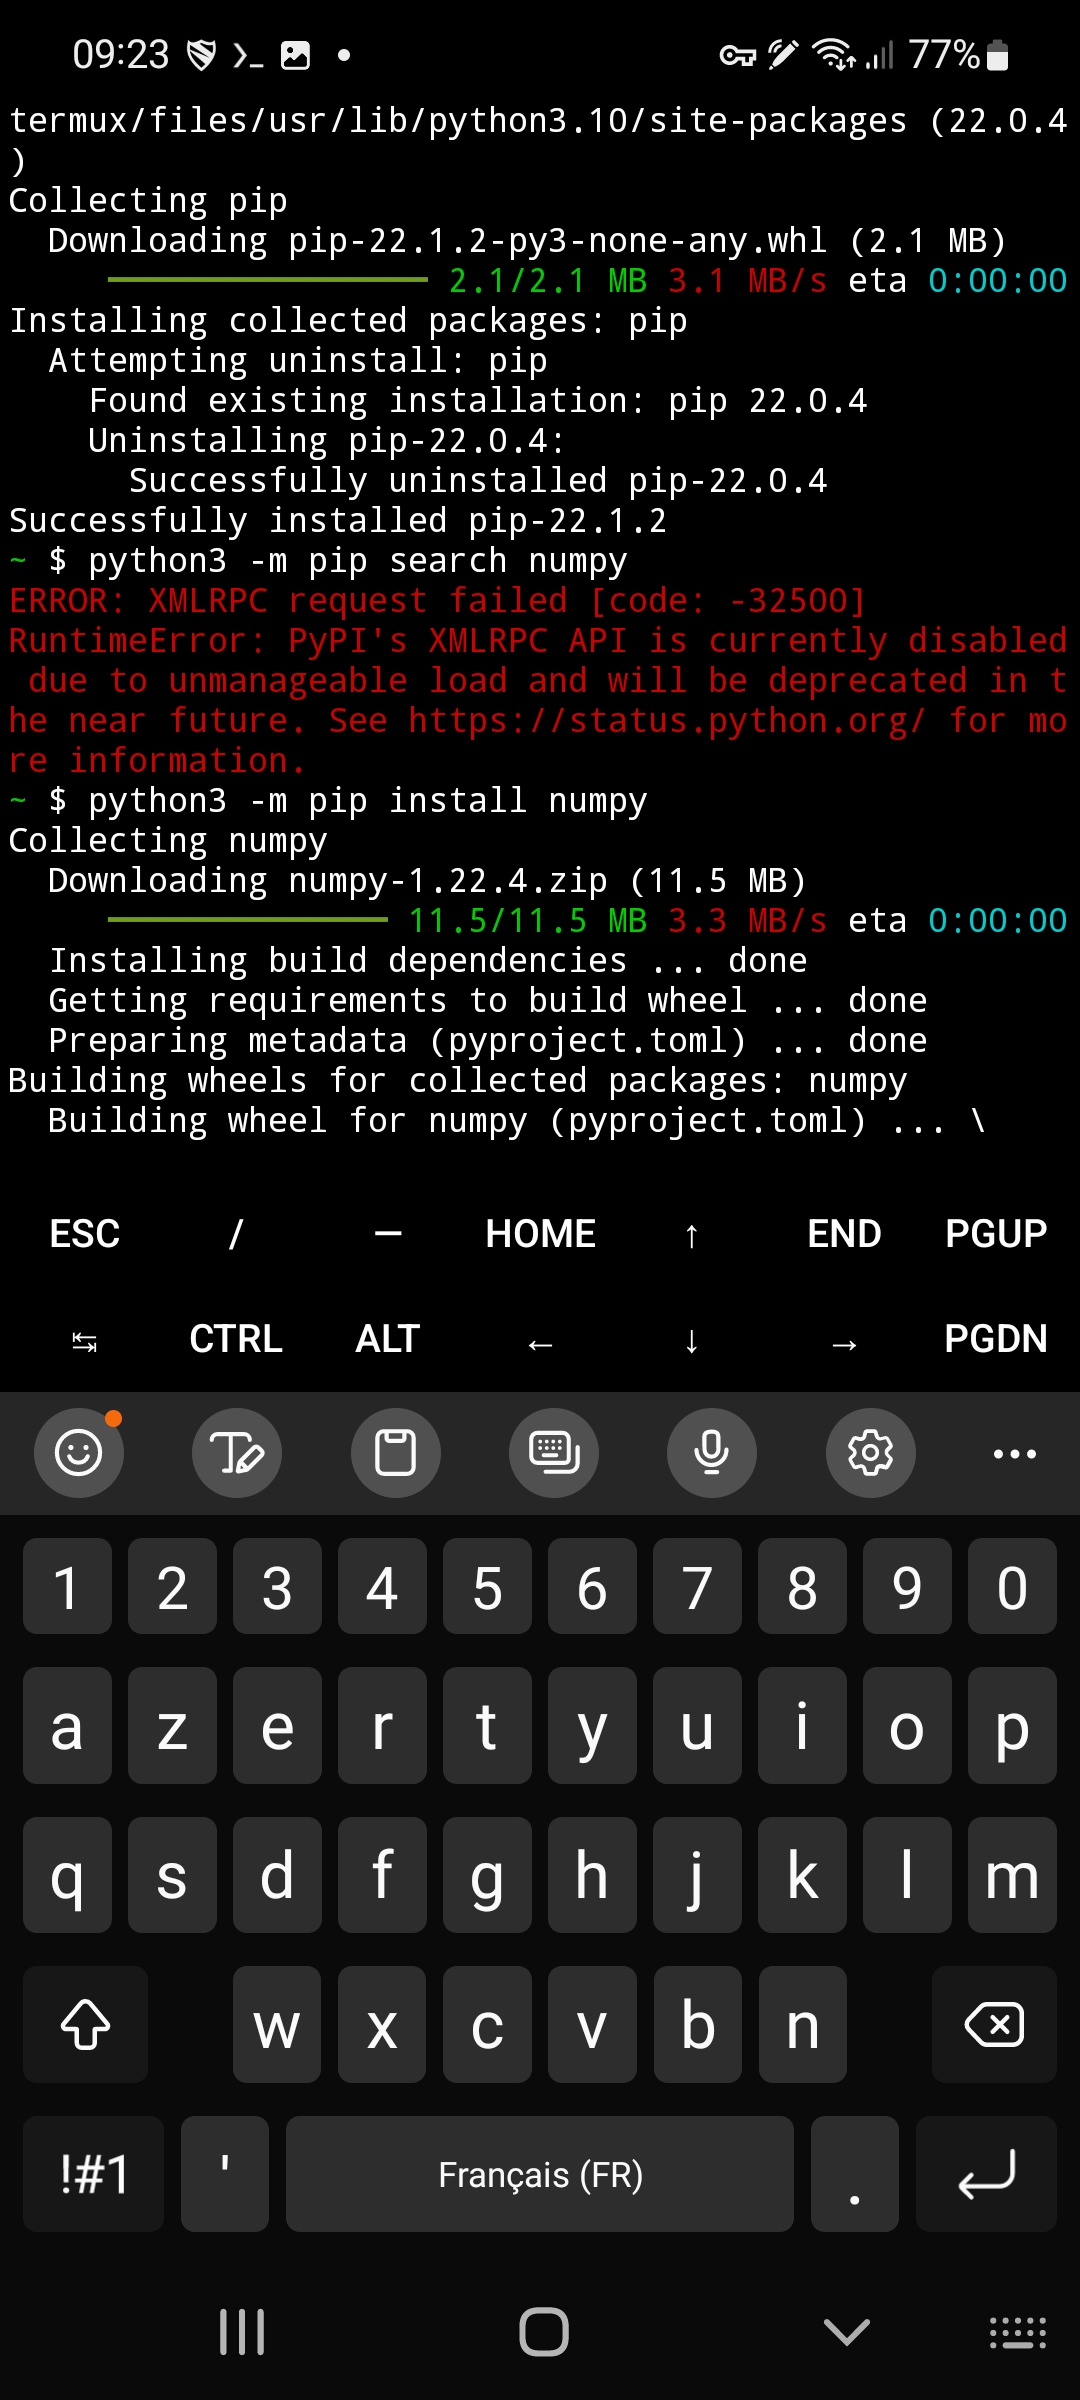 09:23
77%
termux/files/usr/lib/python3.10/site-packages (22.0.4
)
Collecting pip
Downloading pip-22.1.2-py3-none-any.whl (2.1 MB)
2.1/2.1 MB 3.1 MB/s eta 0:00:00
Installing collected packages: pip
Attempting uninstall: pip
Found existing installation: pip 22.0.4
Uninstalling pip-22.0.4:
Successfully uninstalled pip-22.0.4
Successfully installed pip-22.1.2
~ $ python3 -m pip search numpy
ERROR: XMLRPC request failed [code: -32500]
RuntimeError: PyPI's XMLRPC API is currently disabled
due to unmanageable load and will be deprecated in t
he near future. See https://status.python.org/ for mo
re information.
~ $ python3 -m pip install numpy
Collecting numpy
Downloading numpy-1.22.4.zip (11.5 MB)
11.5/11.5 MB 3.3 MB/s eta 0:00:00
Installing build dependencies ... done
Getting requirements to build wheel ... done
Preparing metadata (pyproject.toml) ... done
Building wheels for collected packages: numpy
Building wheel for numpy (pyproject.toml) ... \
ESC / — HOME ↑ END PGUP
↹ CTRL ALT ← ↓ → PGDN
1 2 3 4 5 6 7 8 9 0
a z e r t y u i o p
q s d f g h j k l m
w x c v b n
!#1 ' Français (FR) .